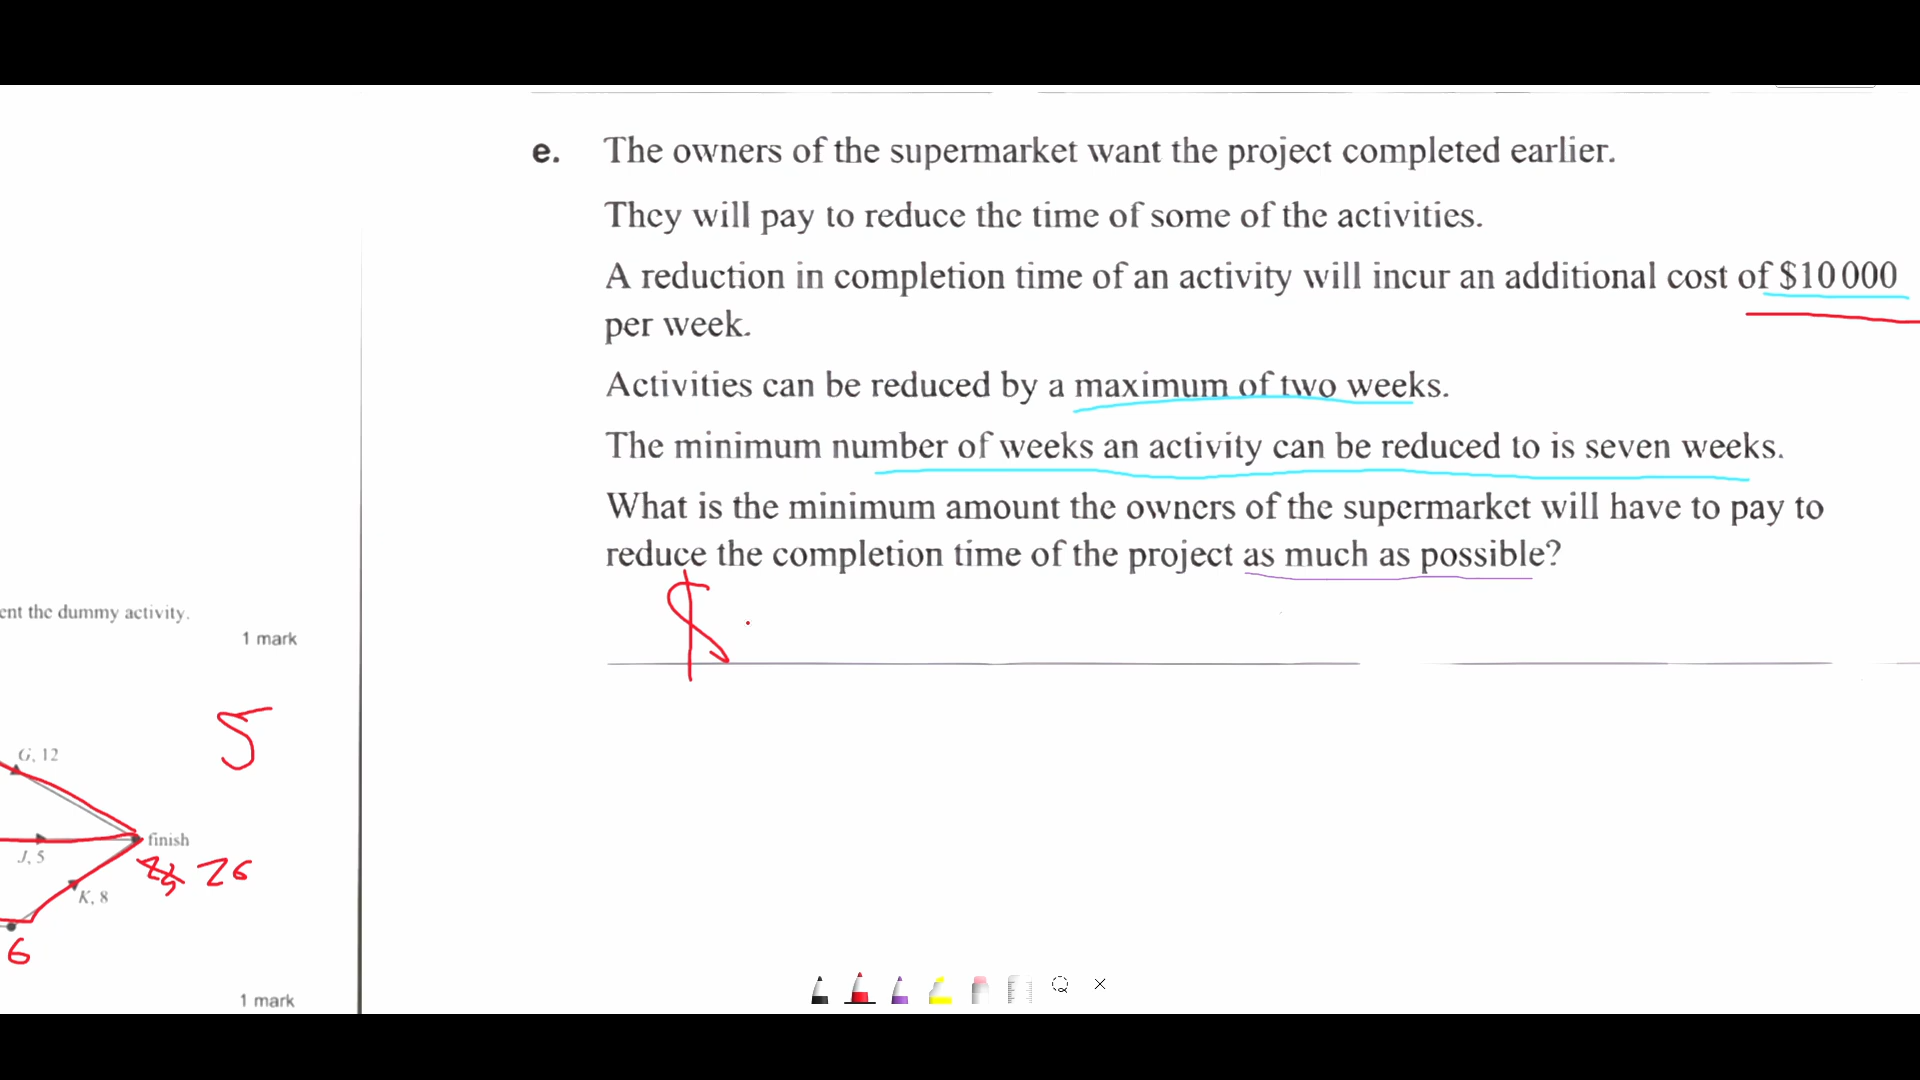 e. The owners of the supermarket want the project completed earlier.
They will pay to reduce the time of some of the activities.
A reduction in completion time of an activity will incur an additional cost of $10 000
per week.
Activities can be reduced by a maximum of two weeks.
The minimum number of weeks an activity can be reduced to is seven weeks.
What is the minimum amount the owners of the supermarket will have to pay to
reduce the completion time of the project as much as possible?
$
ent the dummy activity.
1 mark
5
G, 12
finish
J, 5
26
K, 8
6
1 mark